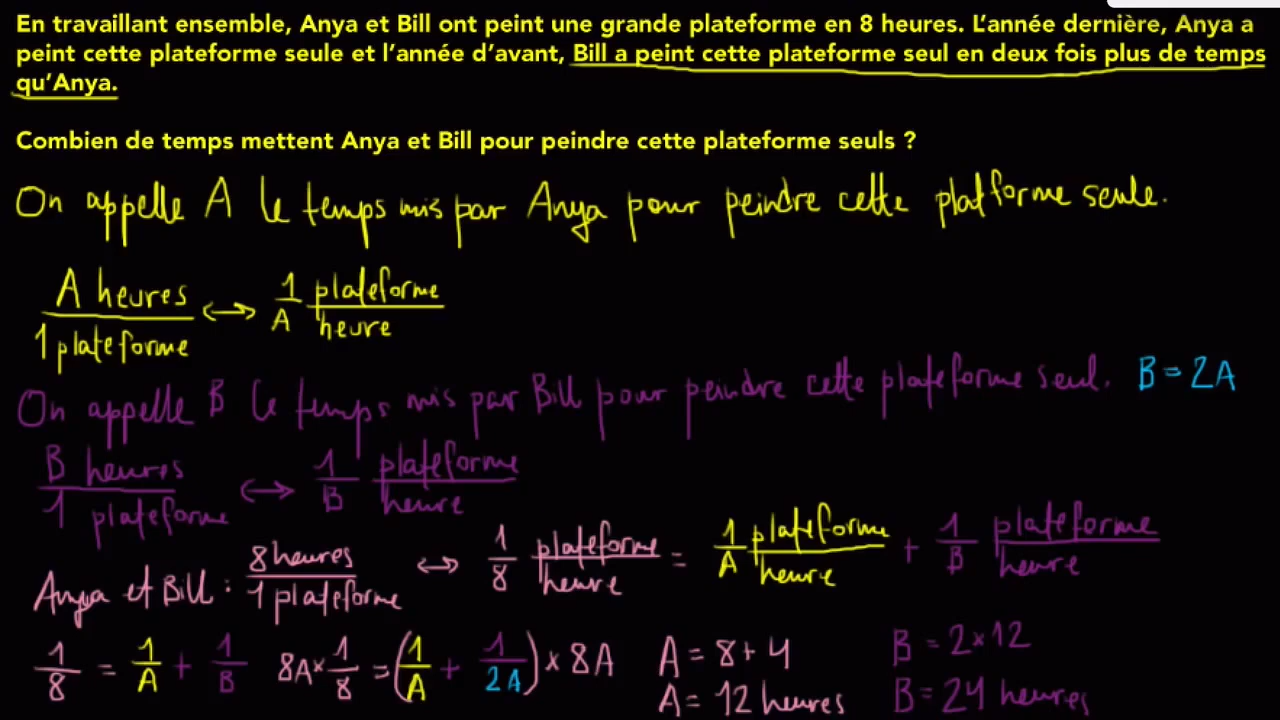 En travaillant ensemble, Anya et Bill ont peint une grande plateforme en 8 heures. L’année dernière, Anya a
peint cette plateforme seule et l’année d’avant, Bill a peint cette plateforme seul en deux fois plus de temps
qu’Anya.
Combien de temps mettent Anya et Bill pour peindre cette plateforme seuls ?
On appelle A le temps mis par Anya pour peindre cette platforme seule.
A heures / 1 plateforme ↔ 1/A plateforme/heure
On appelle B le temps mis par Bill pour peindre cette plateforme seul. B = 2A
B heures / 1 plateforme ↔ 1/B plateforme/heure
Anya et Bill : 8 heures / 1 plateforme ↔ 1/8 plateforme/heure = 1/A plateforme/heure + 1/B plateforme/heure
1/8 = 1/A + 1/B 8A × 1/8 = (1/A + 1/2A) × 8A A = 8 + 4 B = 2 × 12
A = 12 heures B = 24 heures